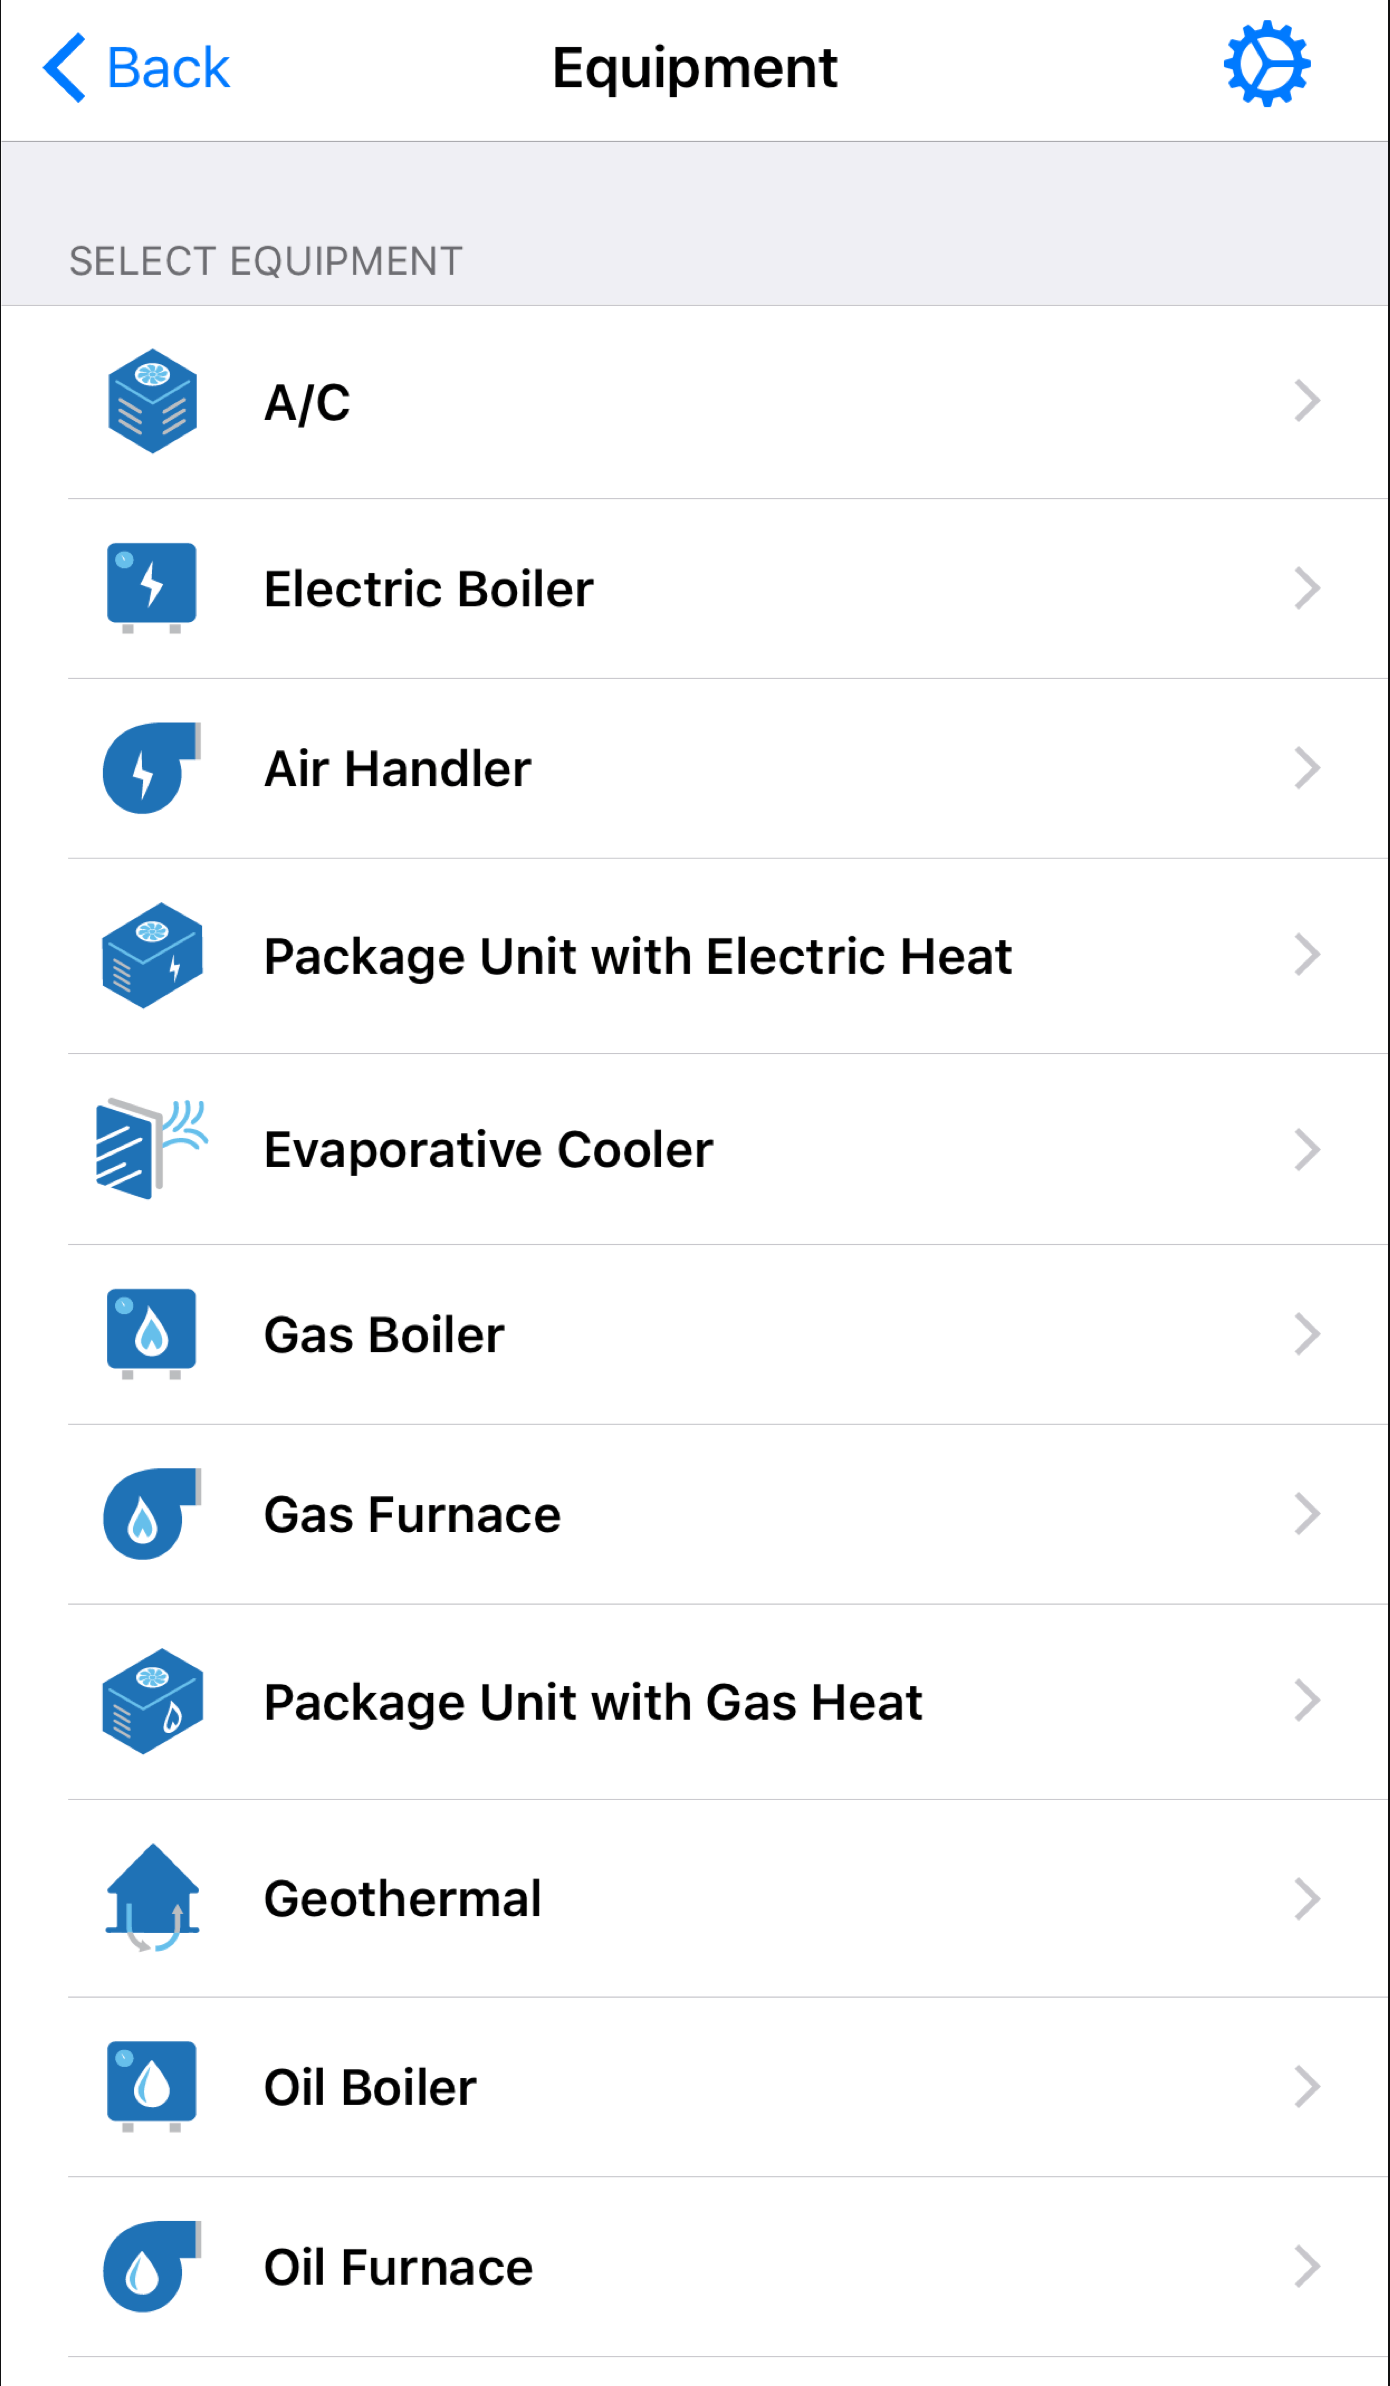 Back
Equipment
SELECT EQUIPMENT
A/C
Electric Boiler
Air Handler
Package Unit with Electric Heat
Evaporative Cooler
Gas Boiler
Gas Furnace
Package Unit with Gas Heat
Geothermal
Oil Boiler
Oil Furnace